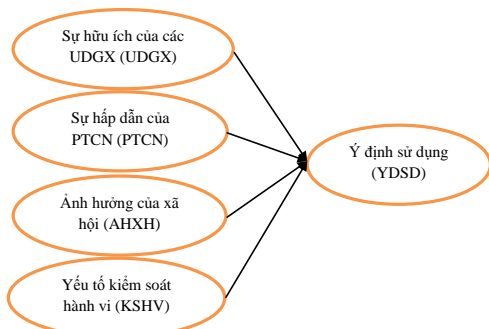 Sự hữu ích của các
UDGX (UDGX)
Sự hấp dẫn của
PTCN (PTCN)
Ý định sử dụng
(YDSD)
Ảnh hưởng của xã
hội (AHXH)
Yếu tố kiểm soát
hành vi (KSHV)